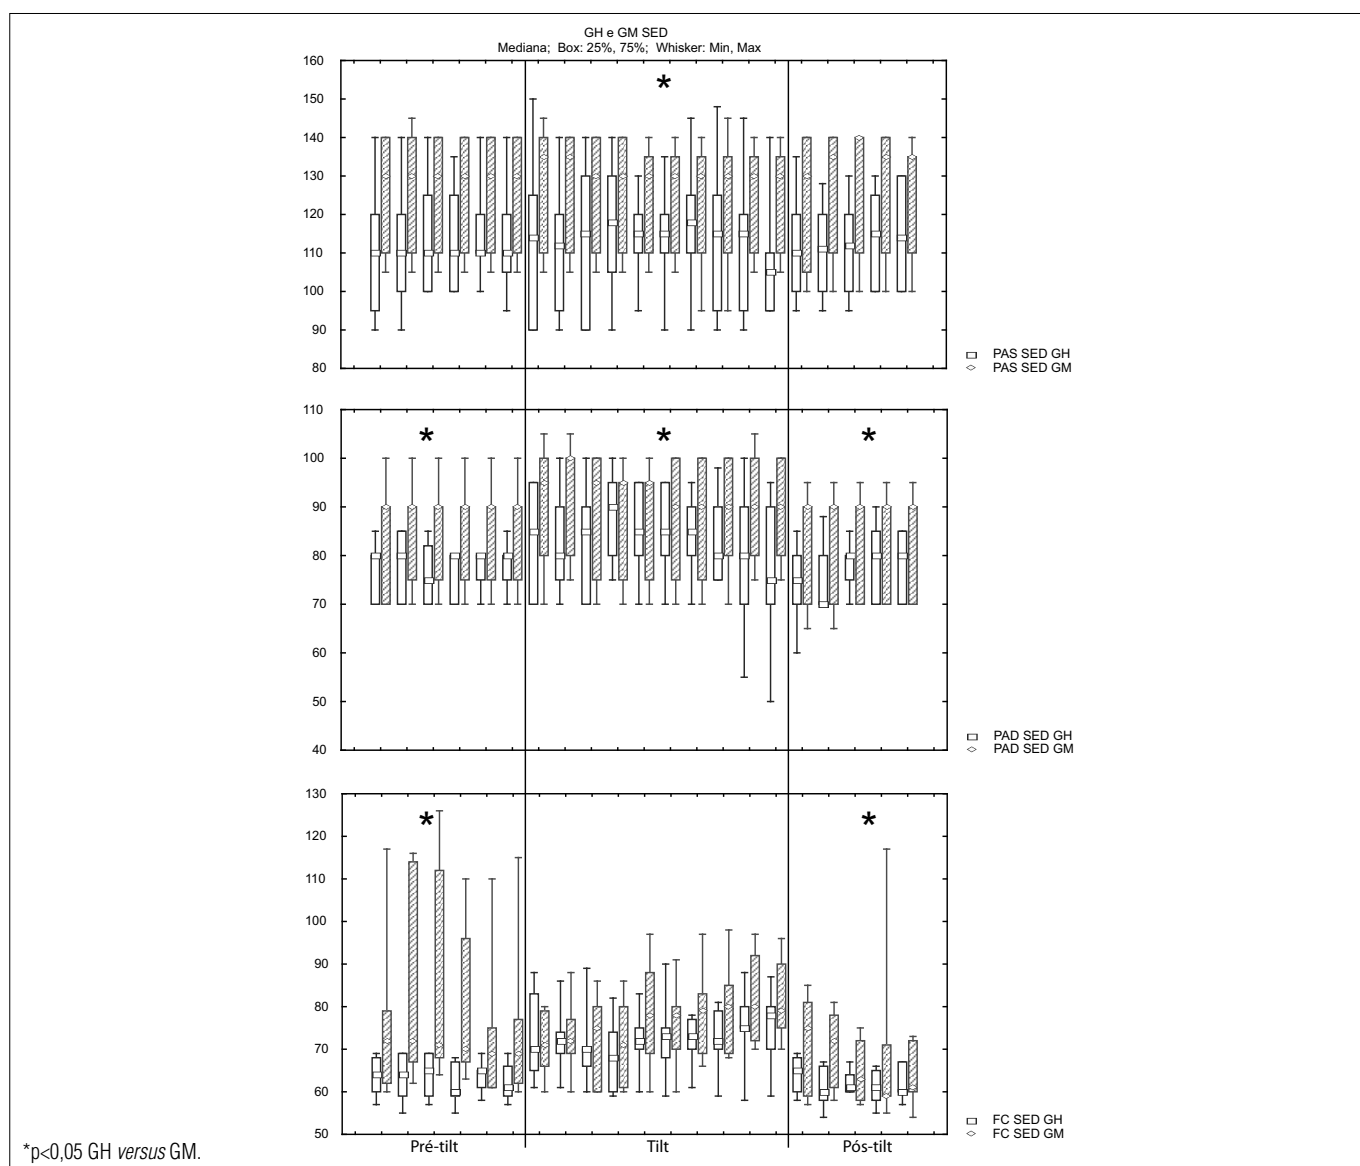 GH e GM SED
Mediana; Box: 25%, 75%; Whisker: Min, Max
160
150
140
130
120
110
100
90
80
*
PAS SED GH
PAS SED GM
110
100
90
80
70
60
50
40
* * *
PAD SED GH
PAD SED GM
130
120
110
100
90
80
70
60
50
* *
FC SED GH
FC SED GM
Pré-tilt Tilt Pós-tilt
*p<0,05 GH versus GM.